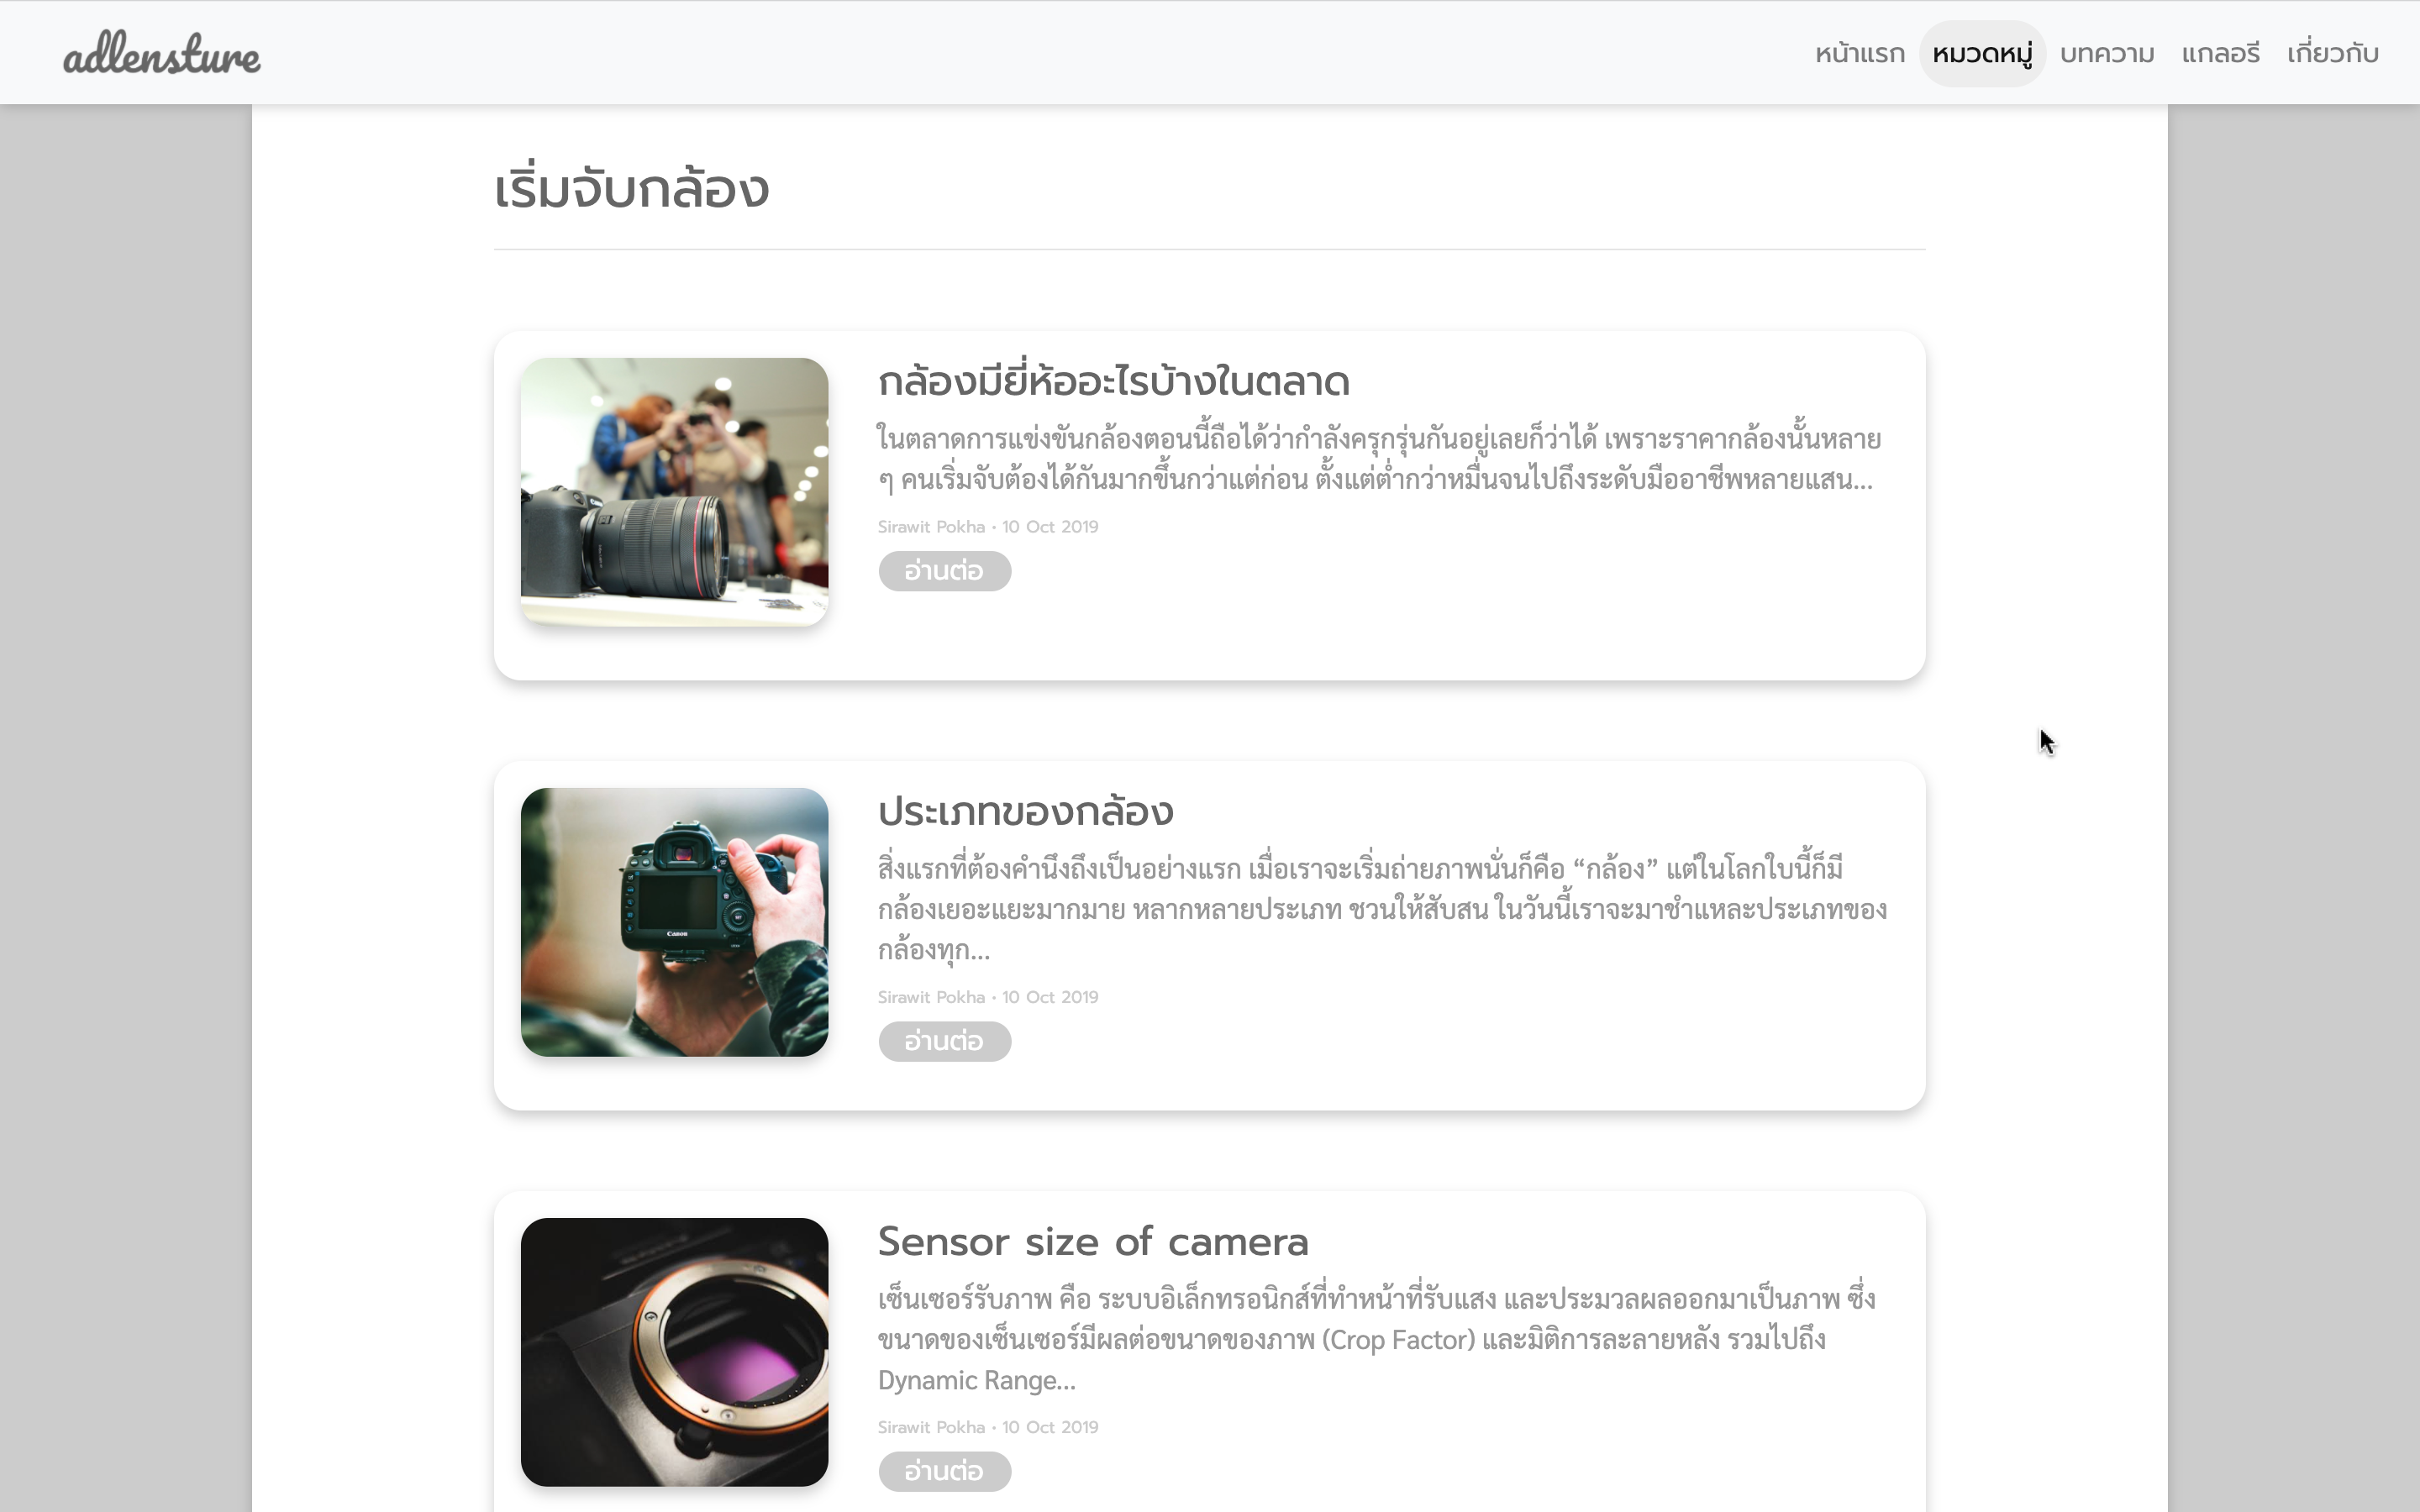 adlensture
หน้าแรก หมวดหมู่ บทความ แกลอรี เกี่ยวกับ
เริ่มจับกล้อง
กล้องมียี่ห้ออะไรบ้างในตลาด
ในตลาดการแข่งขันกล้องตอนนี้ถือได้ว่ากำลังครุกรุ่นกันอยู่เลยก็ว่าได้ เพราะราคากล้องนั้นหลาย
ๆ คนเริ่มจับต้องได้กันมากขึ้นกว่าแต่ก่อน ตั้งแต่ต่ำกว่าหมื่นจนไปถึงระดับมืออาชีพหลายแสน...
Sirawit Pokha • 10 Oct 2019
อ่านต่อ
ประเภทของกล้อง
สิ่งแรกที่ต้องคำนึงถึงเป็นอย่างแรก เมื่อเราจะเริ่มถ่ายภาพนั่นก็คือ “กล้อง” แต่ในโลกใบนี้ก็มี
กล้องเยอะแยะมากมาย หลากหลายประเภท ชวนให้สับสน ในวันนี้เราจะมาชำแหละประเภทของ
กล้องทุก...
Sirawit Pokha • 10 Oct 2019
อ่านต่อ
Canon
Sensor size of camera
เซ็นเซอร์รับภาพ คือ ระบบอิเล็กทรอนิกส์ที่ทำหน้าที่รับแสง และประมวลผลออกมาเป็นภาพ ซึ่ง
ขนาดของเซ็นเซอร์มีผลต่อขนาดของภาพ (Crop Factor) และมิติการละลายหลัง รวมไปถึง
Dynamic Range...
Sirawit Pokha • 10 Oct 2019
อ่านต่อ